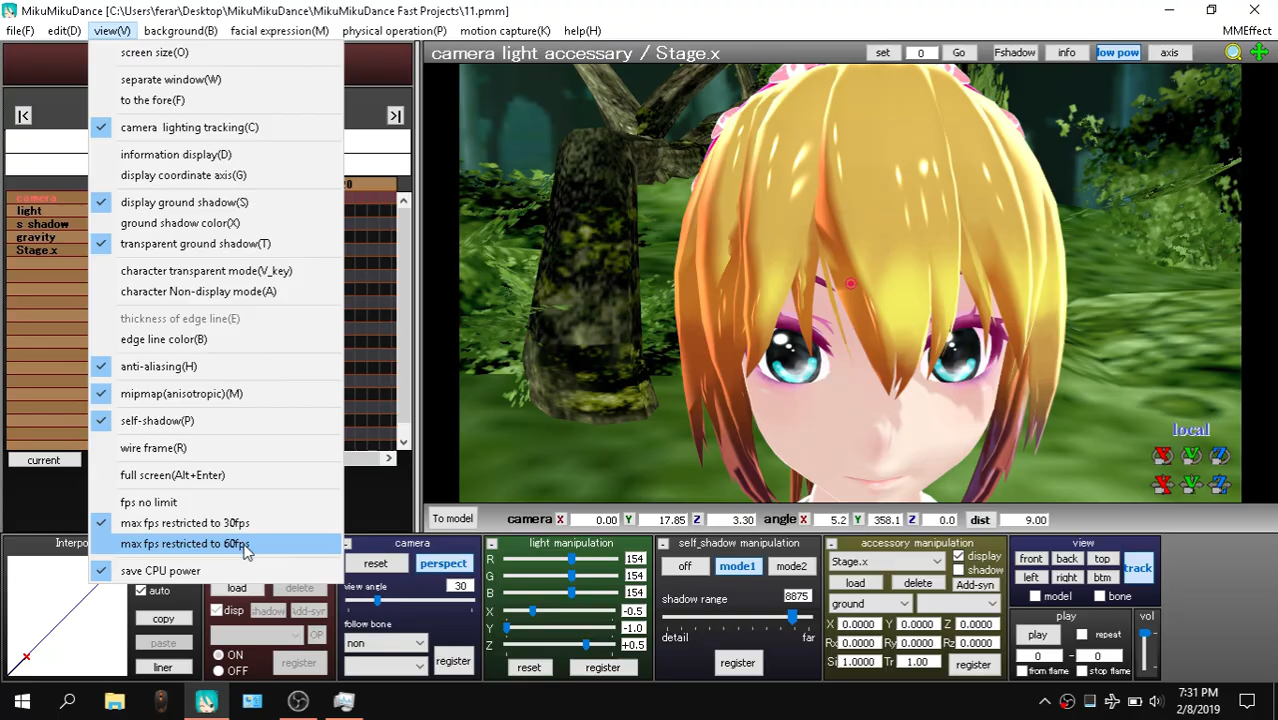 MikuMikuDance [C:\Users\ferar\Desktop\MikuMikuDance\MikuMikuDance Fast Projects\11.pmm]
file(F) edit(D) view(V) background(B) facial expression(M) physical operation(P) motion capture(K) help(H) MMEffect
screen size(O)
separate window(W)
to the fore(F)
camera lighting tracking(C)
information display(D)
display coordinate axis(G)
display ground shadow(S)
ground shadow color(X)
transparent ground shadow(T)
character transparent mode(V_key)
character Non-display mode(A)
thickness of edge line(E)
edge line color(B)
anti-aliasing(H)
mipmap(anisotropic)(M)
self-shadow(P)
wire frame(R)
full screen(Alt+Enter)
fps no limit
max fps restricted to 30fps
max fps restricted to 60fps
save CPU power
camera light accessary / Stage.x set 0 Go Fshadow info low pow axis
20
camera
light
s shadow
gravity
Stage.x
current
local
X Y Z
X Y Z
To model camera X 0.00 Y 17.85 Z 3.30 angle X 5.2 Y 358.1 Z 0.0 dist 9.00
auto
copy
paste
liner
load delete
disp shadow Add-syn
OP
ON
OFF
register
camera
reset perspect
view angle 30
follow bone
non
register
light manipulation
R 154
G 154
B 154
X -0.5
Y -1.0
Z +0.5
reset register
self_shadow manipulation
off mode1 mode2
shadow range 8875
detail far
register
accessory manipulation
Stage.x display
shadow
load delete Add-syn
ground
X 0.0000 Y 0.0000 Z 0.0000
Rx 0.0000 Ry 0.0000 Rz 0.0000
Si 1.0000 Tr 1.00 register
view
front back top
left right btm track
model bone
play vol
play repeat
0 - 0
from flame stop flame
7:31 PM
2/8/2019